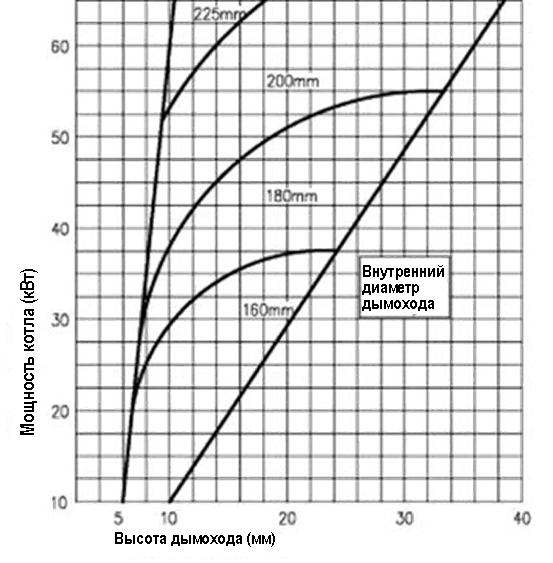 225mm
60
200mm
50
180mm
40
Внутренний
диаметр
дымохода
160mm
30
20
10
Мощность котла (кВт)
5 10 20 30 40
Высота дымохода (мм)